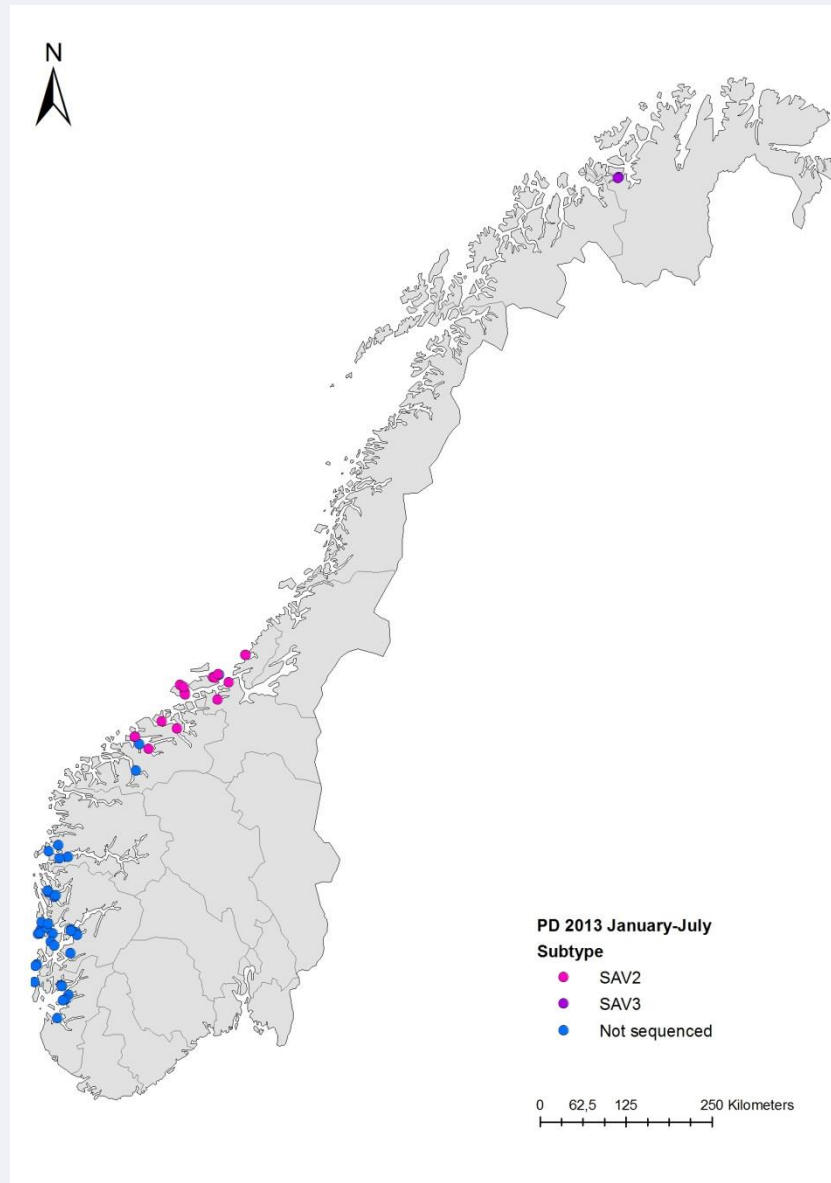 N
PD 2013 January-July
Subtype
SAV2
SAV3
Not sequenced
0 62,5 125 250 Kilometers